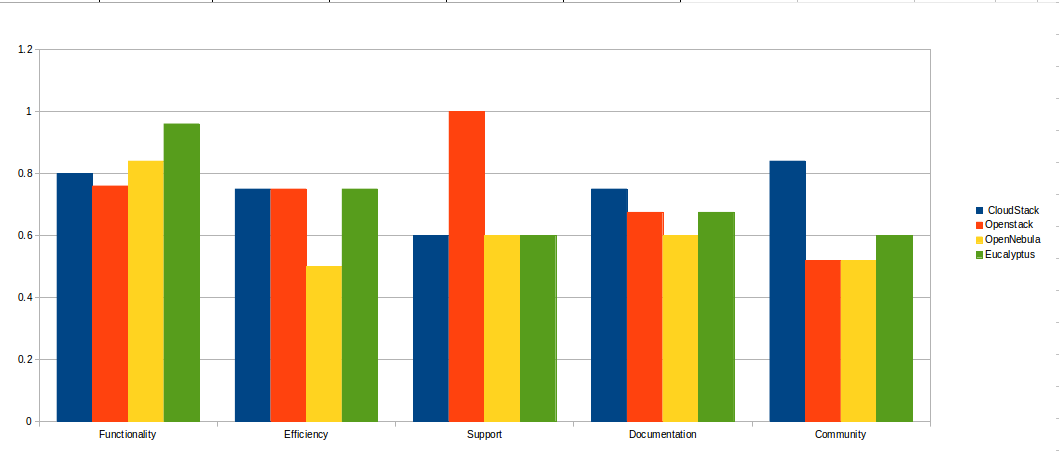 1.2
1
0.8
0.6
0.4
0.2
0
Functionality Efficiency Support Documentation Community
CloudStack
Openstack
OpenNebula
Eucalyptus